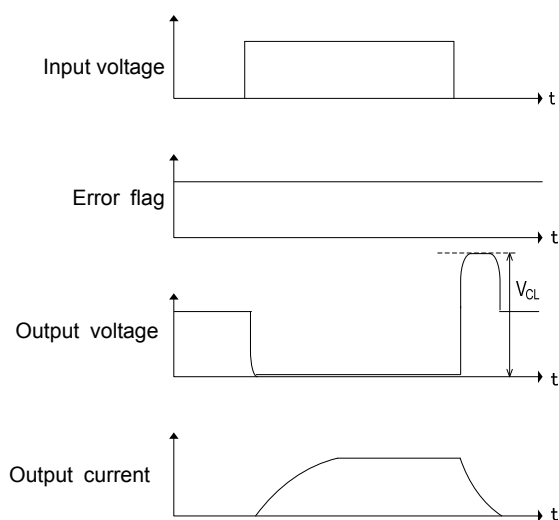 Input voltage
t
Error flag
t
V_CL
Output voltage
t
Output current
t